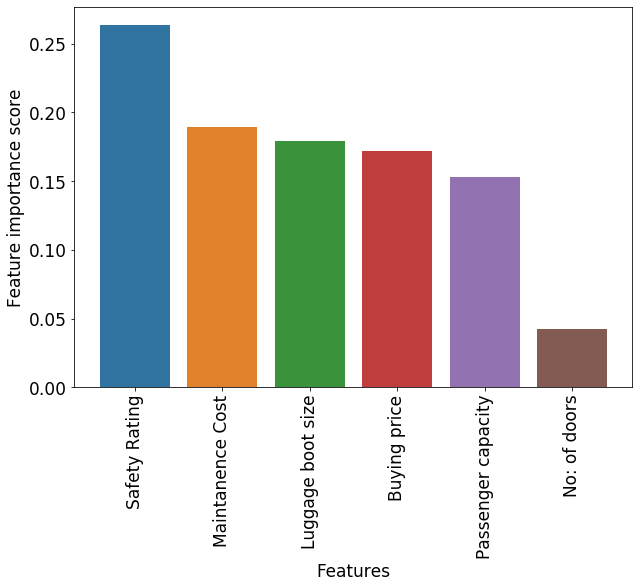 Feature importance score
0.25
0.20
0.15
0.10
0.05
0.00
Safety Rating
Maintanence Cost
Luggage boot size
Buying price
Passenger capacity
No: of doors
Features